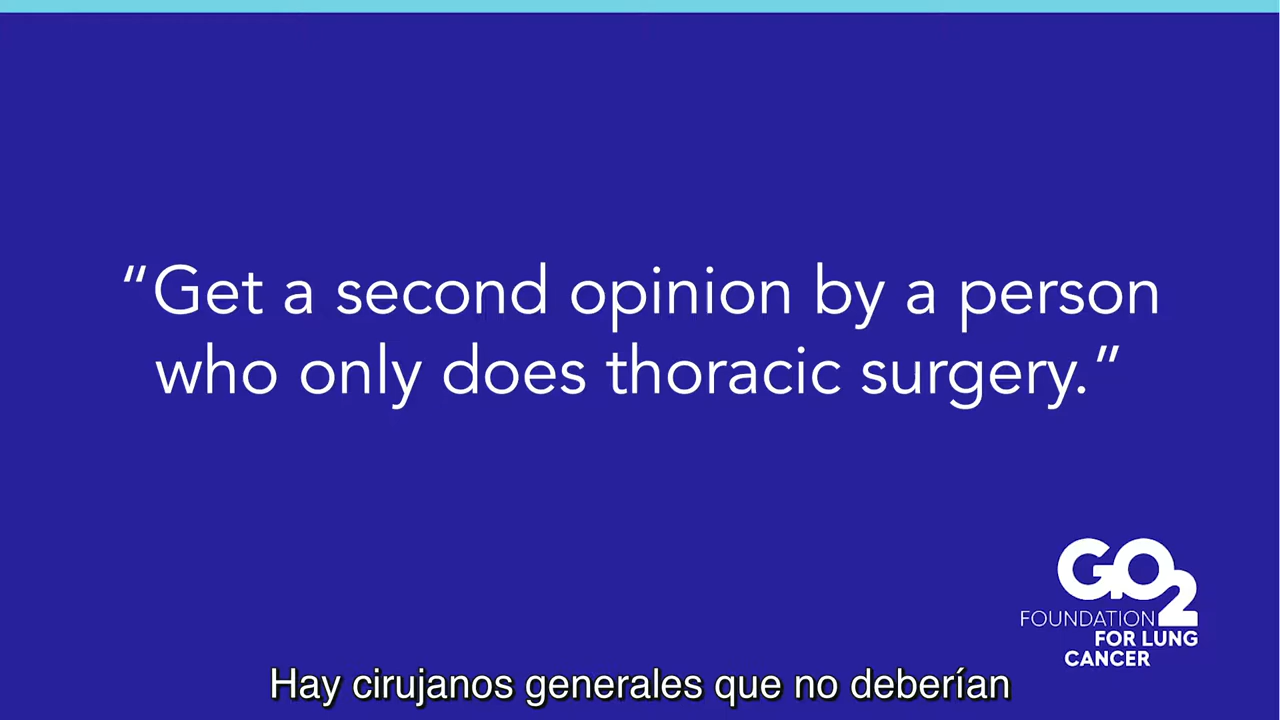 “Get a second opinion by a person
who only does thoracic surgery.”
GO2
FOUNDATION
FOR LUNG
CANCER
Hay cirujanos generales que no deberían